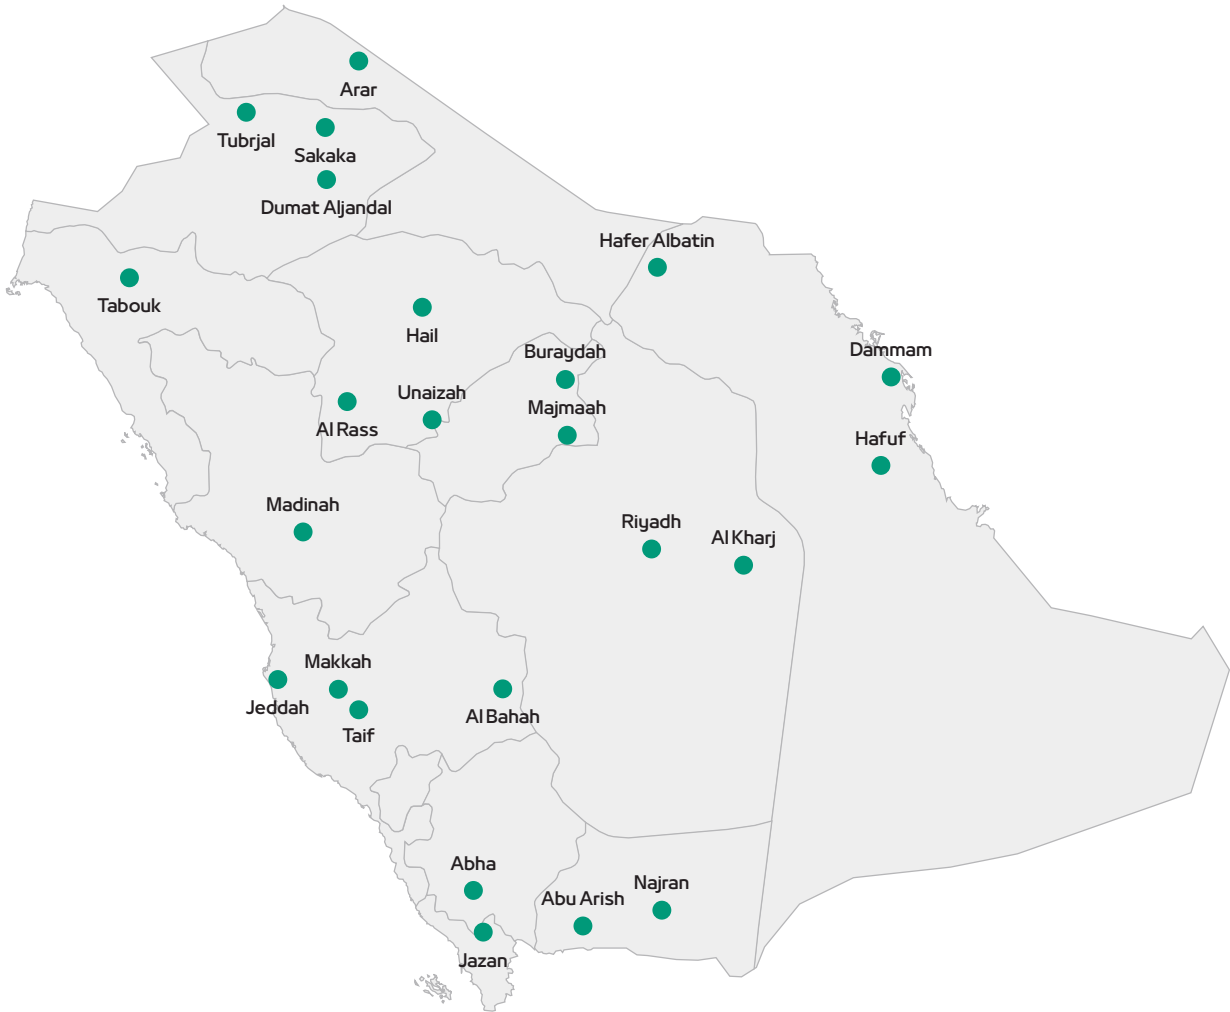 Arar
Tubrjal
Sakaka
Dumat Aljandal
Hafer Albatin
Tabouk
Hail
Buraydah
Dammam
Unaizah
Majmaah
Al Rass
Hafuf
Madinah
Riyadh
Al Kharj
Makkah
Jeddah
Al Bahah
Taif
Abha
Najran
Abu Arish
Jazan